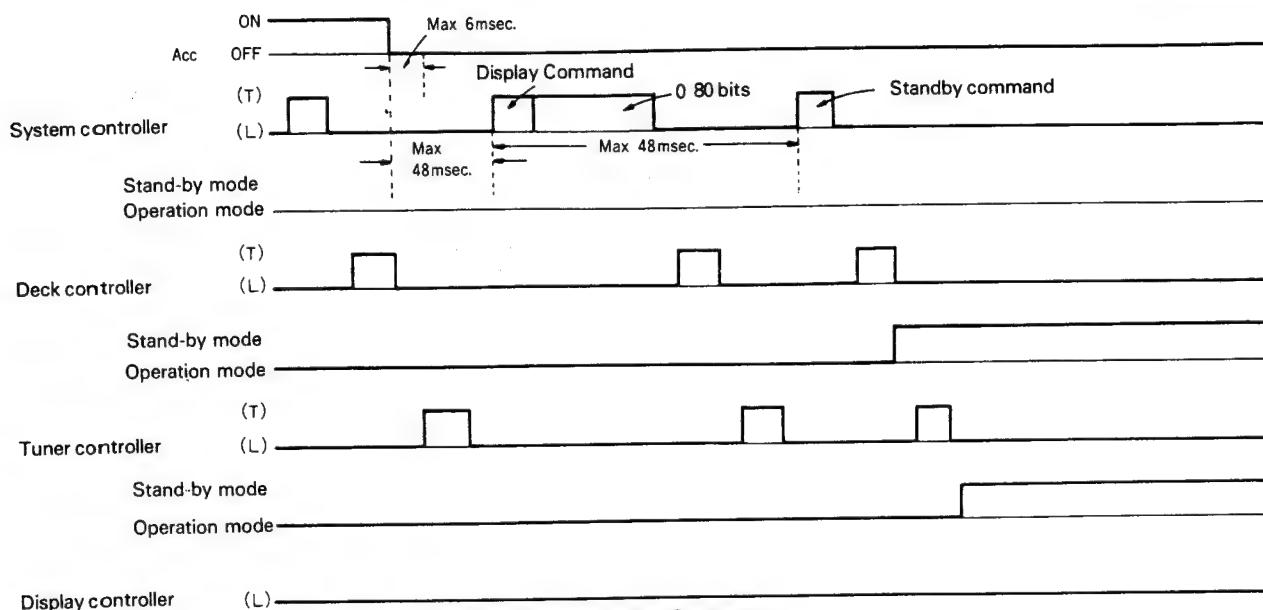 ON
Max 6msec.
Acc OFF
Display Command
(T)
0 80 bits
Standby command
System controller (L)
Max 48msec.
Max 48msec.
Stand-by mode
Operation mode
(T)
Deck controller (L)
Stand-by mode
Operation mode
(T)
Tuner controller (L)
Stand-by mode
Operation mode
Display controller (L)